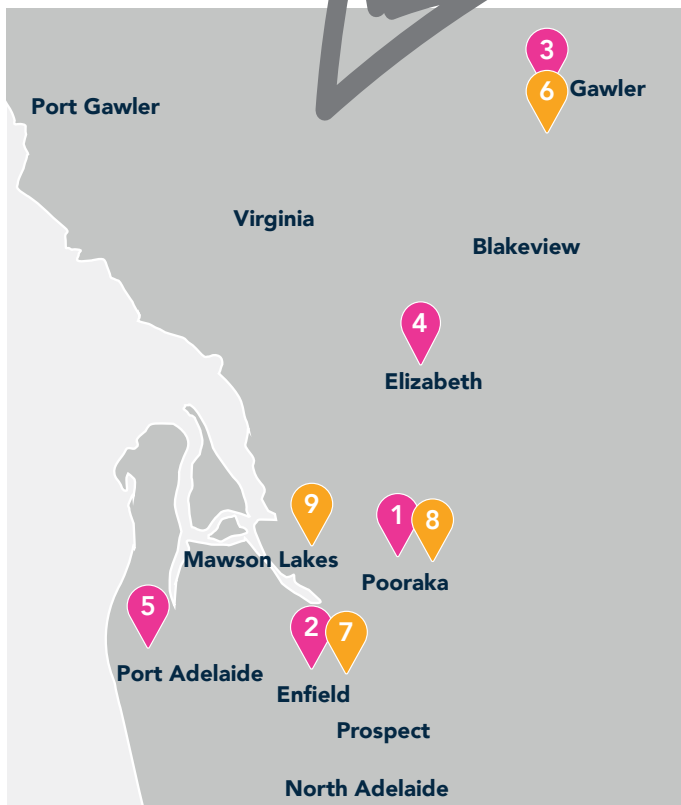 3
6
Gawler
Port Gawler
Virginia
Blakeview
4
Elizabeth
9
1
8
Mawson Lakes
Pooraka
5
2
7
Port Adelaide
Enfield
Prospect
North Adelaide